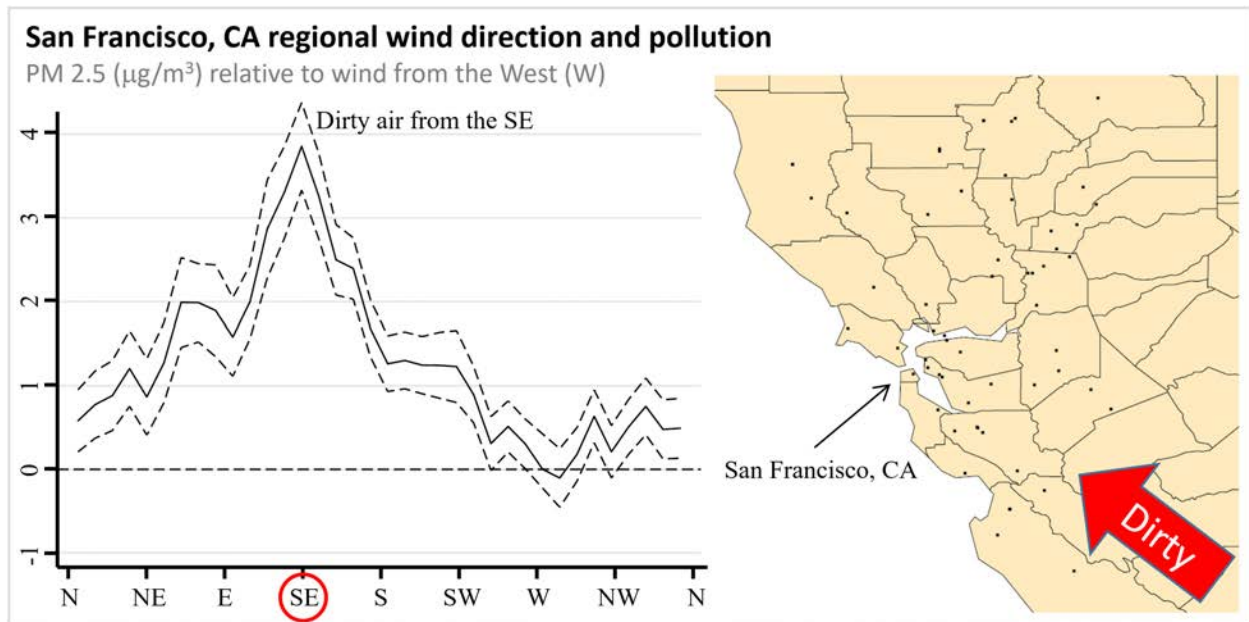 San Francisco, CA regional wind direction and pollution
PM 2.5 (μg/m³) relative to wind from the West (W)
Dirty air from the SE
4
3
2
1
0
-1
N NE E SE S SW W NW N
San Francisco, CA
Dirty